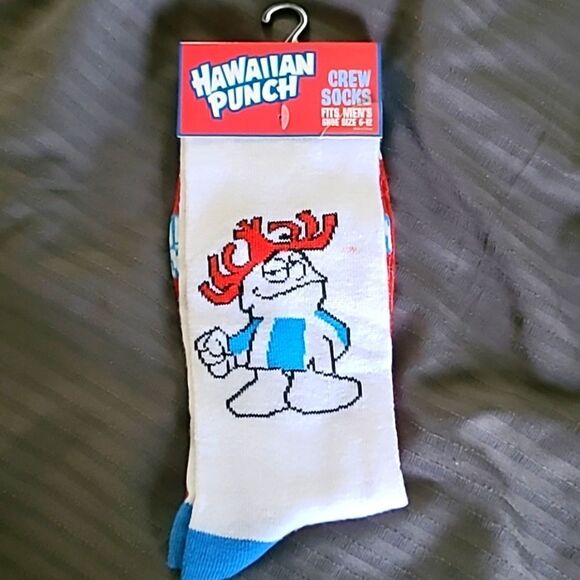 HAWAIIAN
PUNCH
CREW
SOCKS
FITS MEN'S
SHOE SIZE 6-12